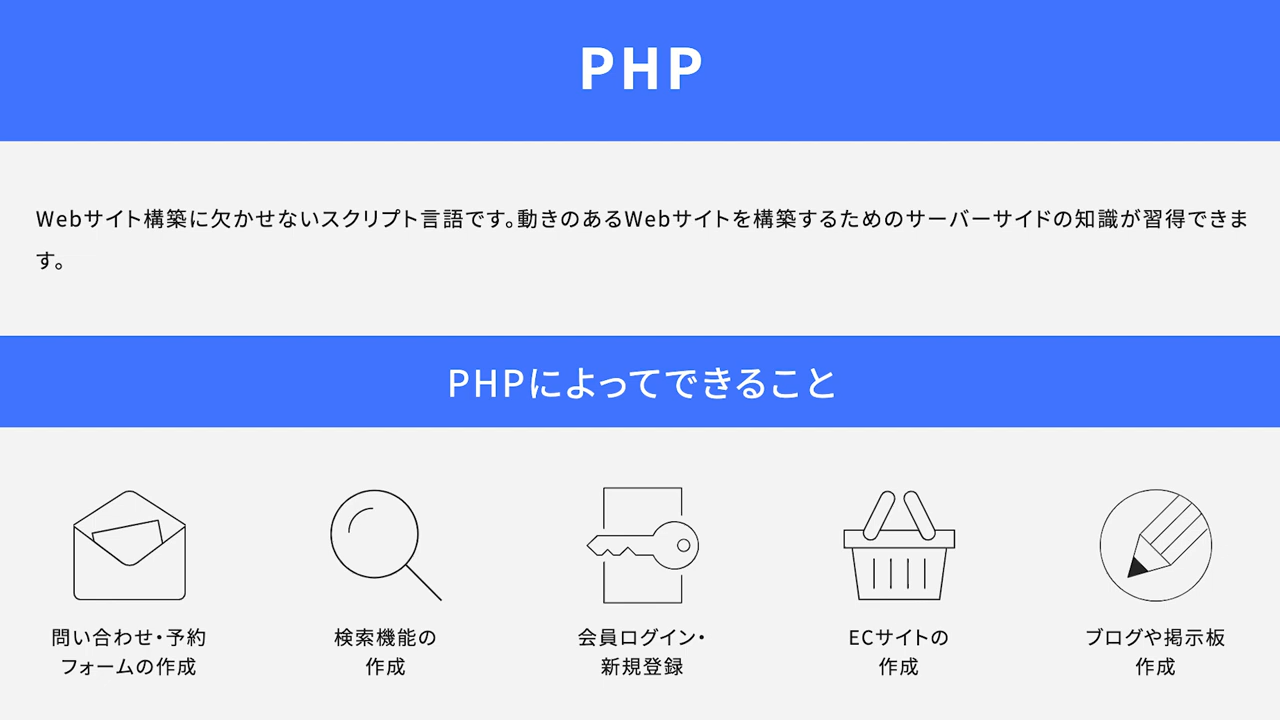 PHP
Webサイト構築に欠かせないスクリプト言語です。動きのあるWebサイトを構築するためのサーバーサイドの知識が習得できま
す。
PHPによってできること
問い合わせ・予約
フォームの作成
検索機能の
作成
会員ログイン・
新規登録
ECサイトの
作成
ブログや掲示板
作成